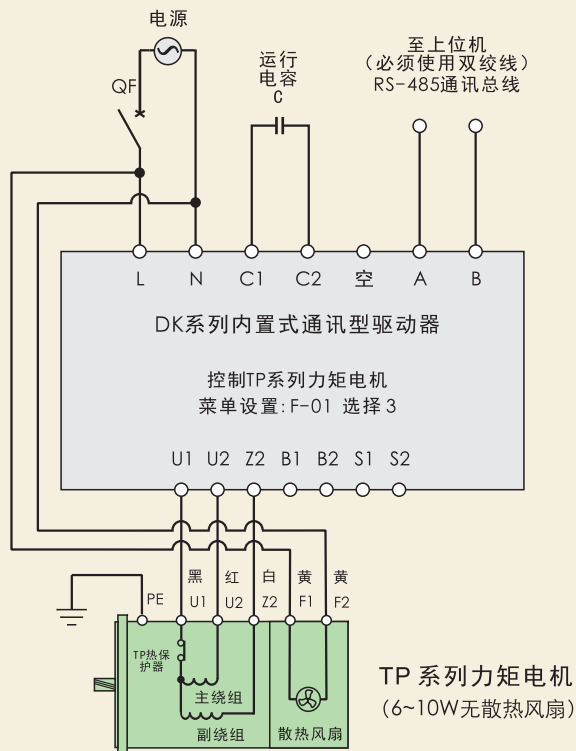 电源
QF
运行
电容
C
至上位机
（必须使用双绞线）
RS-485通讯总线
L N C1 C2 空 A B
DK系列内置式通讯型驱动器
控制TP系列力矩电机
菜单设置：F-01 选择 3
U1 U2 Z2 B1 B2 S1 S2
黑 红 白 黄 黄
PE U1 U2 Z2 F1 F2
TP热保
护器
主绕组
副绕组
散热风扇
TP 系列力矩电机
（6~10W无散热风扇）